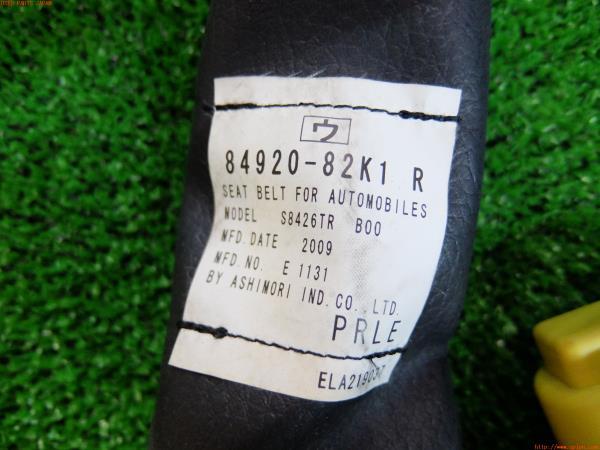 ウ
84920-82K1 R
SEAT BELT FOR AUTOMOBILES
MODEL S8426TR B00
MFD.DATE 2009
MFD.NO. E 1131
BY ASHIMORI IND.CO.,LTD.
PRLE
ELA219037